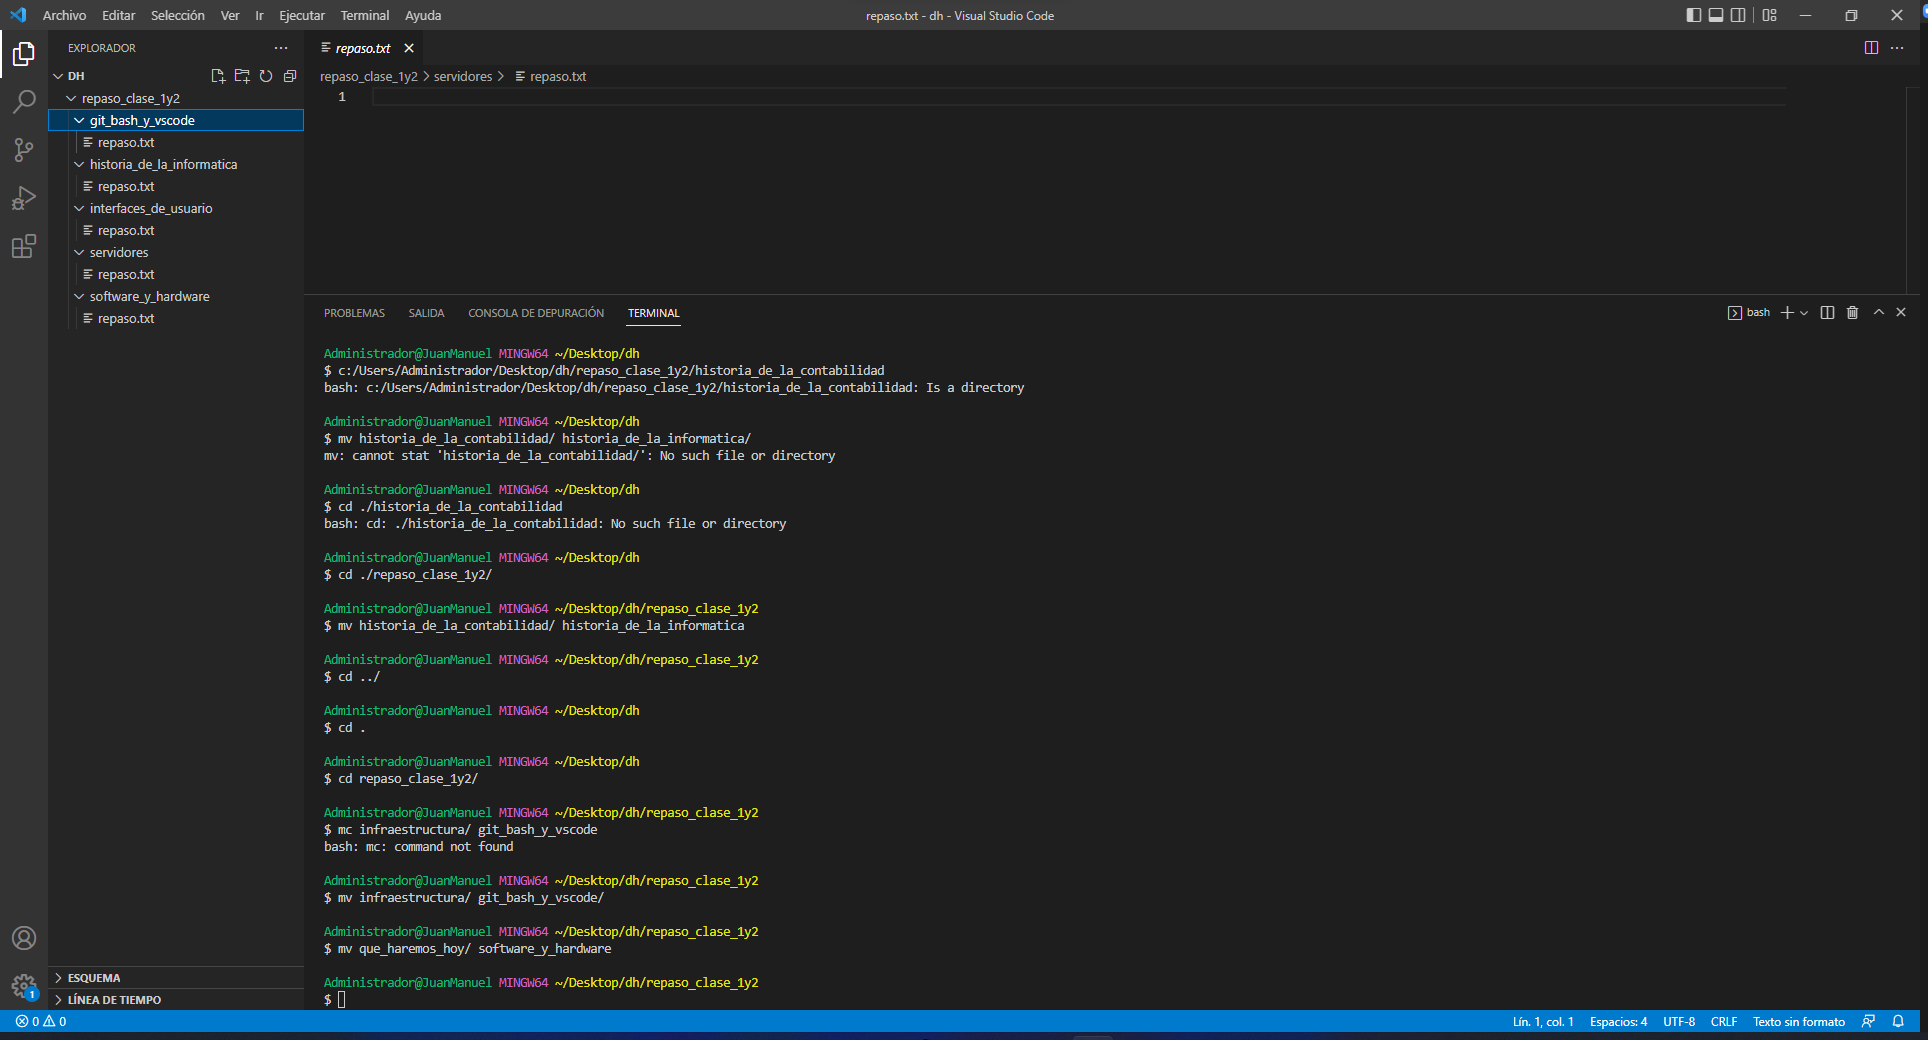 Archivo Editar Selección Ver Ir Ejecutar Terminal Ayuda
repaso.txt - dh - Visual Studio Code
EXPLORADOR
DH
repaso_clase_1y2
git_bash_y_vscode
repaso.txt
historia_de_la_informatica
repaso.txt
interfaces_de_usuario
repaso.txt
servidores
repaso.txt
software_y_hardware
repaso.txt
ESQUEMA
LÍNEA DE TIEMPO
repaso.txt
repaso_clase_1y2 > servidores > repaso.txt
1
PROBLEMAS SALIDA CONSOLA DE DEPURACIÓN TERMINAL
bash
Administrador@JuanManuel MINGW64 ~/Desktop/dh
$ c:/Users/Administrador/Desktop/dh/repaso_clase_1y2/historia_de_la_contabilidad
bash: c:/Users/Administrador/Desktop/dh/repaso_clase_1y2/historia_de_la_contabilidad: Is a directory
Administrador@JuanManuel MINGW64 ~/Desktop/dh
$ mv historia_de_la_contabilidad/ historia_de_la_informatica/
mv: cannot stat 'historia_de_la_contabilidad/': No such file or directory
Administrador@JuanManuel MINGW64 ~/Desktop/dh
$ cd ./historia_de_la_contabilidad
bash: cd: ./historia_de_la_contabilidad: No such file or directory
Administrador@JuanManuel MINGW64 ~/Desktop/dh
$ cd ./repaso_clase_1y2/
Administrador@JuanManuel MINGW64 ~/Desktop/dh/repaso_clase_1y2
$ mv historia_de_la_contabilidad/ historia_de_la_informatica
Administrador@JuanManuel MINGW64 ~/Desktop/dh/repaso_clase_1y2
$ cd ../
Administrador@JuanManuel MINGW64 ~/Desktop/dh
$ cd .
Administrador@JuanManuel MINGW64 ~/Desktop/dh
$ cd repaso_clase_1y2/
Administrador@JuanManuel MINGW64 ~/Desktop/dh/repaso_clase_1y2
$ mc infraestructura/ git_bash_y_vscode
bash: mc: command not found
Administrador@JuanManuel MINGW64 ~/Desktop/dh/repaso_clase_1y2
$ mv infraestructura/ git_bash_y_vscode/
Administrador@JuanManuel MINGW64 ~/Desktop/dh/repaso_clase_1y2
$ mv que_haremos_hoy/ software_y_hardware
Administrador@JuanManuel MINGW64 ~/Desktop/dh/repaso_clase_1y2
$
1
0 0
Lín. 1, col. 1 Espacios: 4 UTF-8 CRLF Texto sin formato